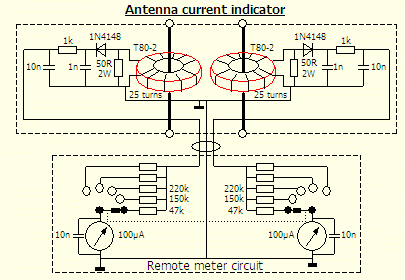 Antenna current indicator
1N4148
T80-2
T80-2
1N4148
1k
1k
10n
1n
50R
2W
50R
2W
1n
10n
25 turns
25 turns
220k
220k
150k
150k
47k
47k
10n
100µA
100µA
10n
Remote meter circuit